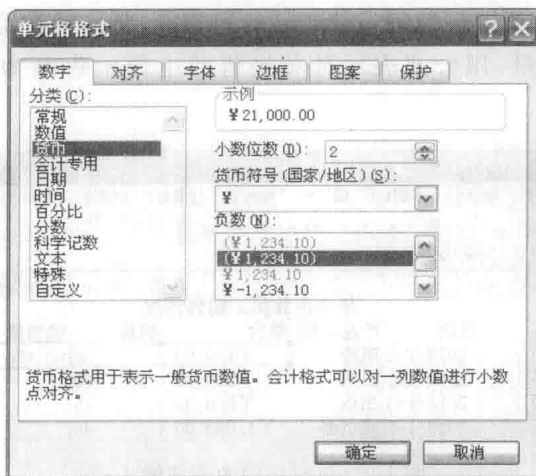 单元格格式
数字 对齐 字体 边框 图案 保护
分类(C):
常规
数值
货币
会计专用
日期
时间
百分比
分数
科学记数
文本
特殊
自定义
示例
¥21,000.00
小数位数(D): 2
货币符号(国家/地区)(S):
¥
负数(N):
(¥1,234.10)
(¥1,234.10)
¥1,234.10
¥-1,234.10
货币格式用于表示一般货币数值。会计格式可以对一列数值进行小数
点对齐。
确定 取消